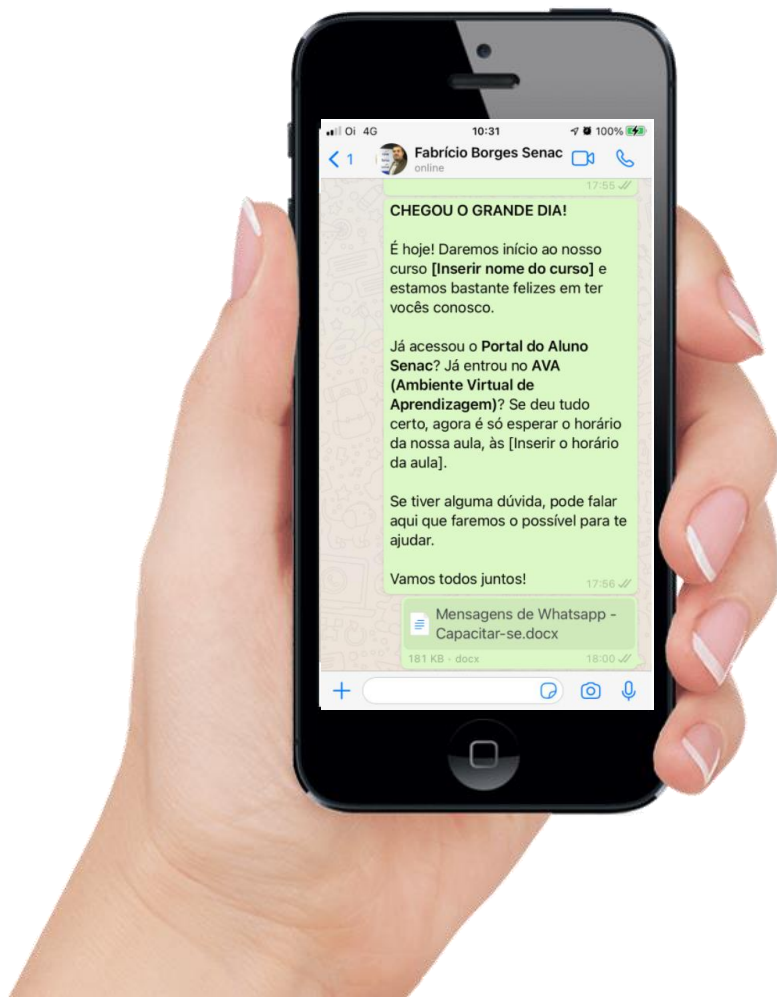 Oi 4G 10:31 100%
1 Fabrício Borges Senac
online
17:55
CHEGOU O GRANDE DIA!
É hoje! Daremos início ao nosso
curso [Inserir nome do curso] e
estamos bastante felizes em ter
vocês conosco.
Já acessou o Portal do Aluno
Senac? Já entrou no AVA
(Ambiente Virtual de
Aprendizagem)? Se deu tudo
certo, agora é só esperar o horário
da nossa aula, às [Inserir o horário
da aula].
Se tiver alguma dúvida, pode falar
aqui que faremos o possível para te
ajudar.
Vamos todos juntos! 17:56
Mensagens de Whatsapp -
Capacitar-se.docx
181 KB · docx 18:00